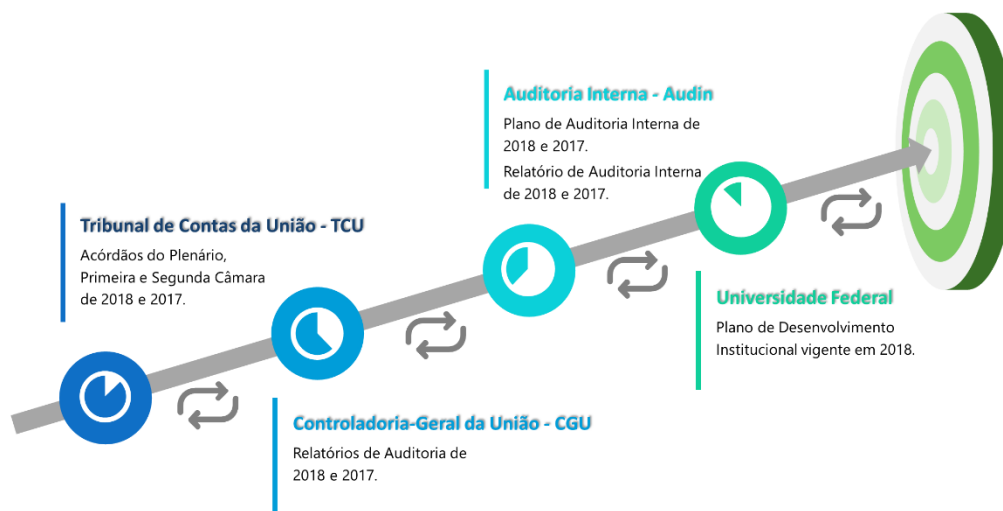 Tribunal de Contas da União - TCU
Acórdãos do Plenário,
Primeira e Segunda Câmara
de 2018 e 2017.
Controladoria-Geral da União - CGU
Relatórios de Auditoria de
2018 e 2017.
Auditoria Interna - Audin
Plano de Auditoria Interna de
2018 e 2017.
Relatório de Auditoria Interna
de 2018 e 2017.
Universidade Federal
Plano de Desenvolvimento
Institucional vigente em 2018.